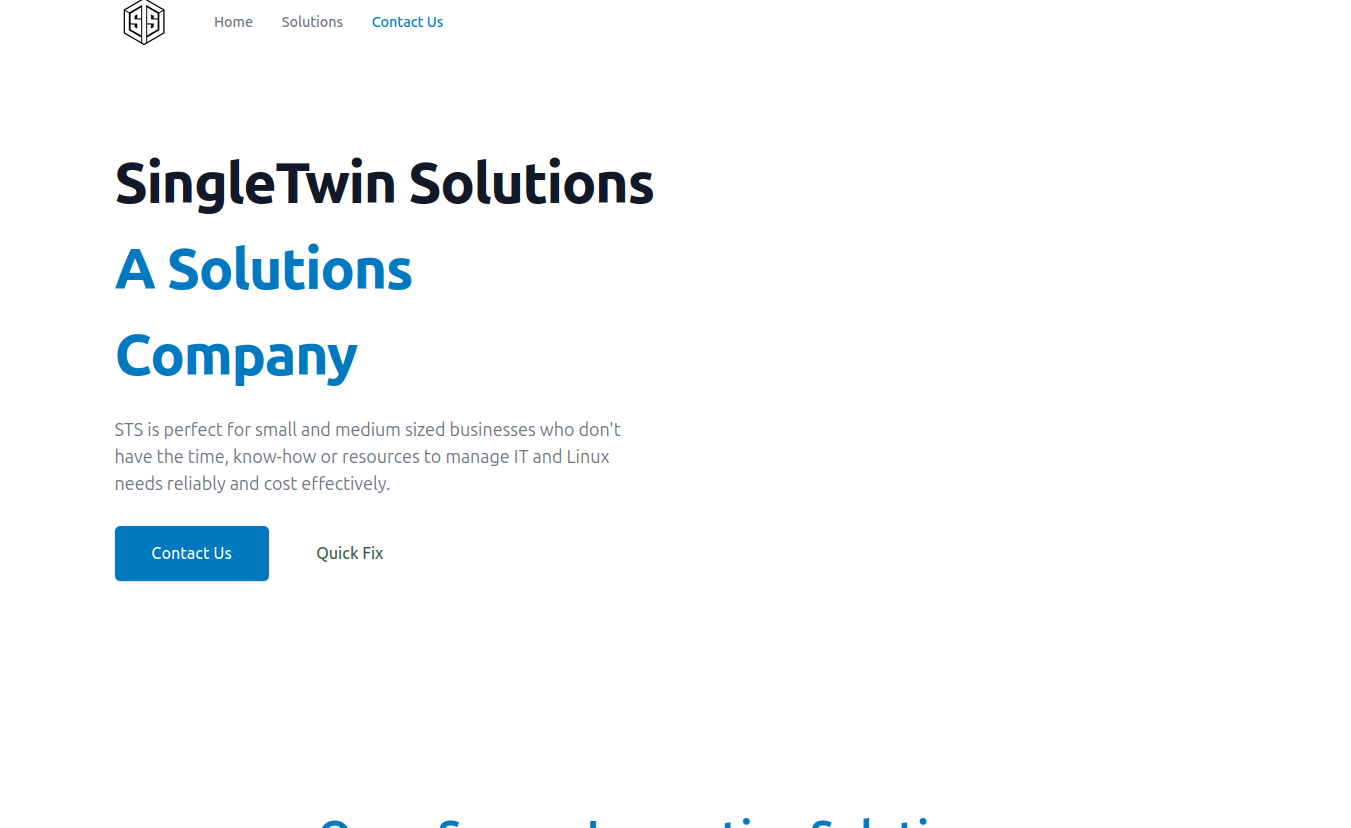 Home Solutions Contact Us
SingleTwin Solutions
A Solutions
Company
STS is perfect for small and medium sized businesses who don't
have the time, know-how or resources to manage IT and Linux
needs reliably and cost effectively.
Contact Us Quick Fix